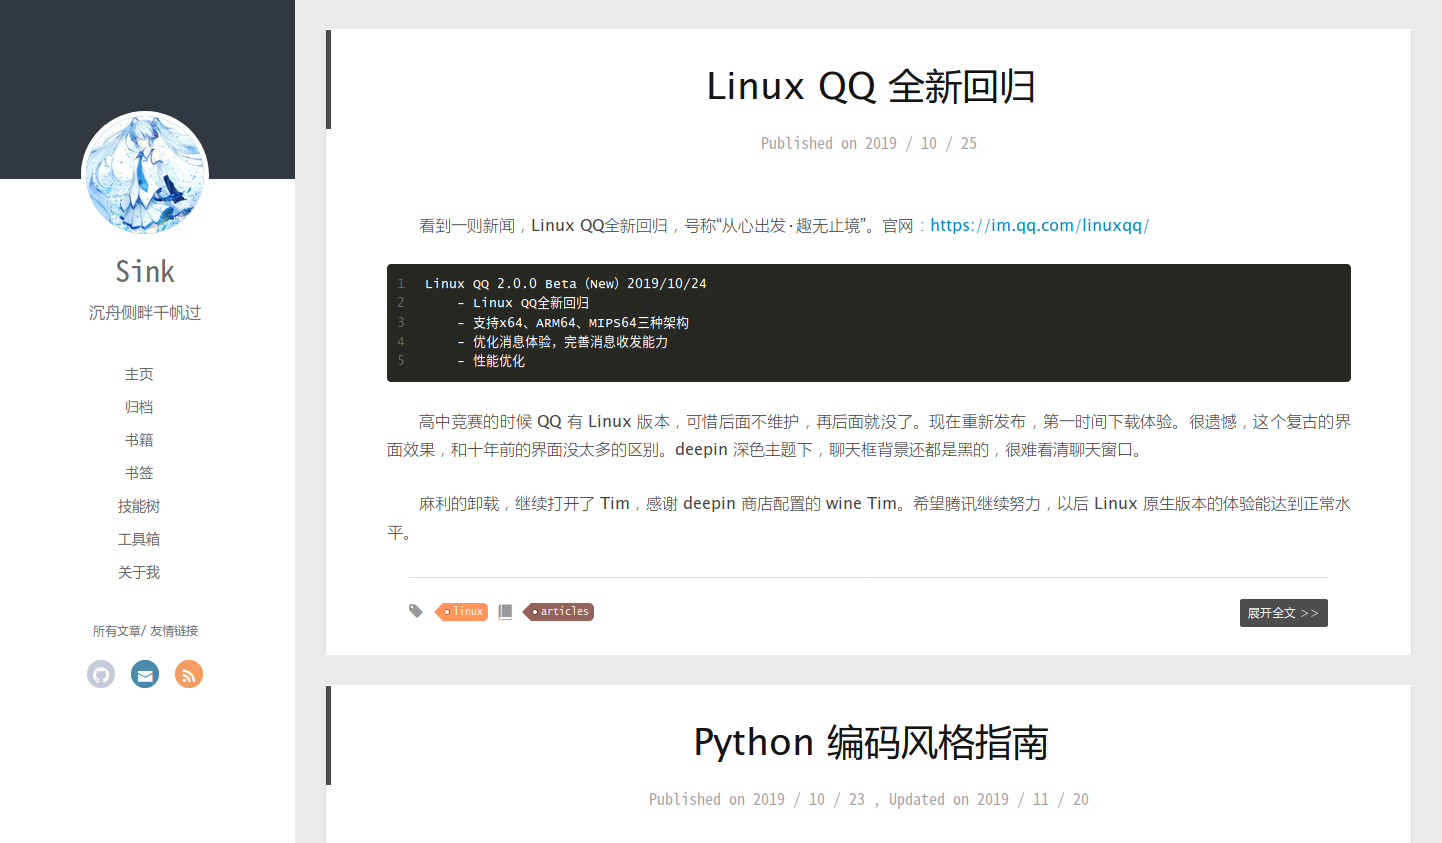 Sink
沉舟侧畔千帆过
主页
归档
书籍
书签
技能树
工具箱
关于我
所有文章/ 友情链接
Linux QQ 全新回归
Published on 2019 / 10 / 25
看到一则新闻，Linux QQ全新回归，号称“从心出发·趣无止境”。官网：https://im.qq.com/linuxqq/
1 Linux QQ 2.0.0 Beta（New）2019/10/24
2 - Linux QQ全新回归
3 - 支持x64、ARM64、MIPS64三种架构
4 - 优化消息体验，完善消息收发能力
5 - 性能优化
高中竞赛的时候 QQ 有 Linux 版本，可惜后面不维护，再后面就没了。现在重新发布，第一时间下载体验。很遗憾，这个复古的界
面效果，和十年前的界面没太多的区别。deepin 深色主题下，聊天框背景还都是黑的，很难看清聊天窗口。
麻利的卸载，继续打开了 Tim，感谢 deepin 商店配置的 wine Tim。希望腾讯继续努力，以后 Linux 原生版本的体验能达到正常水
平。
linux articles 展开全文 >>
Python 编码风格指南
Published on 2019 / 10 / 23 , Updated on 2019 / 11 / 20